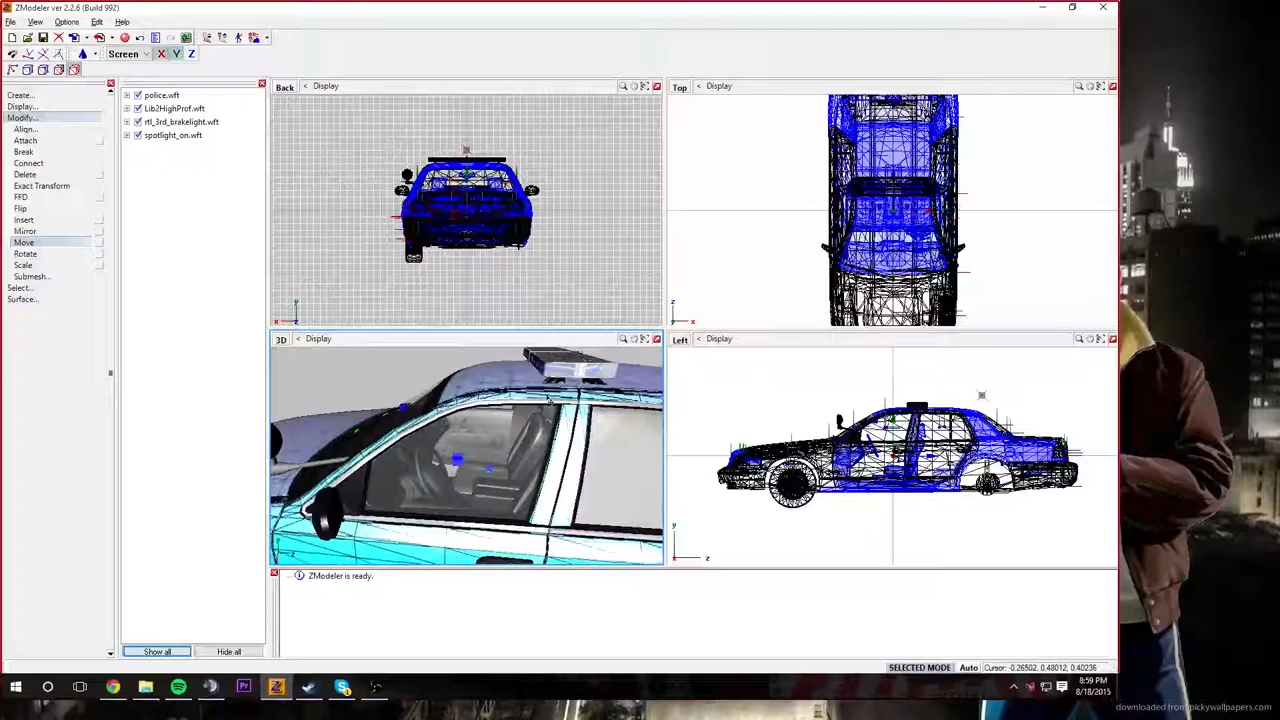 ZModeler ver 2.2.6 (Build 992)
File View Options Edit Help
Screen X Y Z
Create...
Display...
Modify...
Align...
Attach
Break
Connect
Delete
Exact Transform
FFD
Flip
Insert
Mirror
Move
Rotate
Scale
Submesh...
Select...
Surface...
police.wft
Lib2HighProf.wft
rtl_3rd_brakelight.wft
spotlight_on.wft
Show all Hide all
Back < Display
Top < Display
3D < Display
Left < Display
ZModeler is ready.
SELECTED MODE Auto Cursor: -0.26502, 0.48012, 0.40236
8:59 PM
8/18/2015
downloaded from pickywallpapers.com